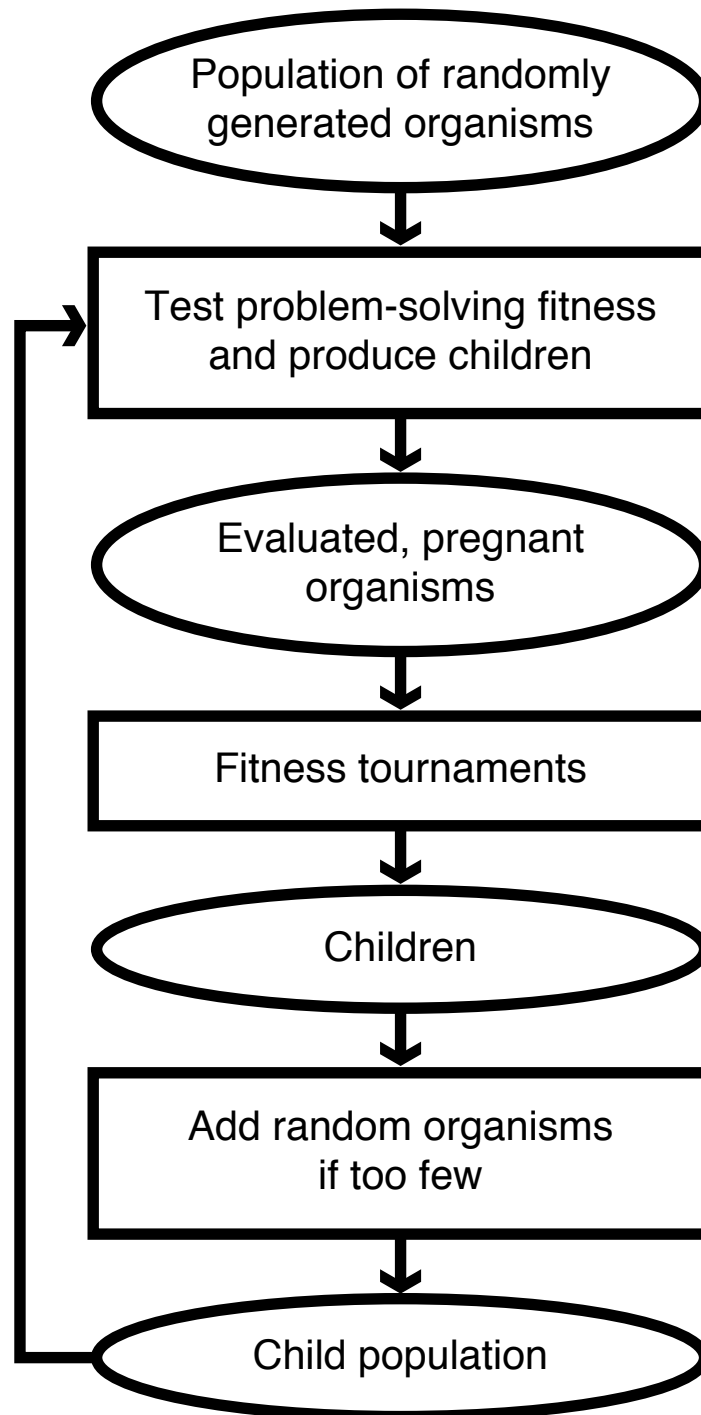 Population of randomly
generated organisms
Test problem-solving fitness
and produce children
Evaluated, pregnant
organisms
Fitness tournaments
Children
Add random organisms
if too few
Child population